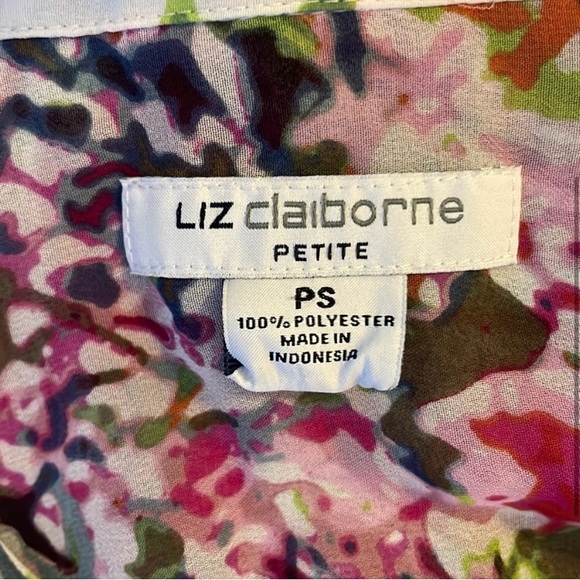 LIZ claiborne
PETITE
PS
100% POLYESTER
MADE IN
INDONESIA